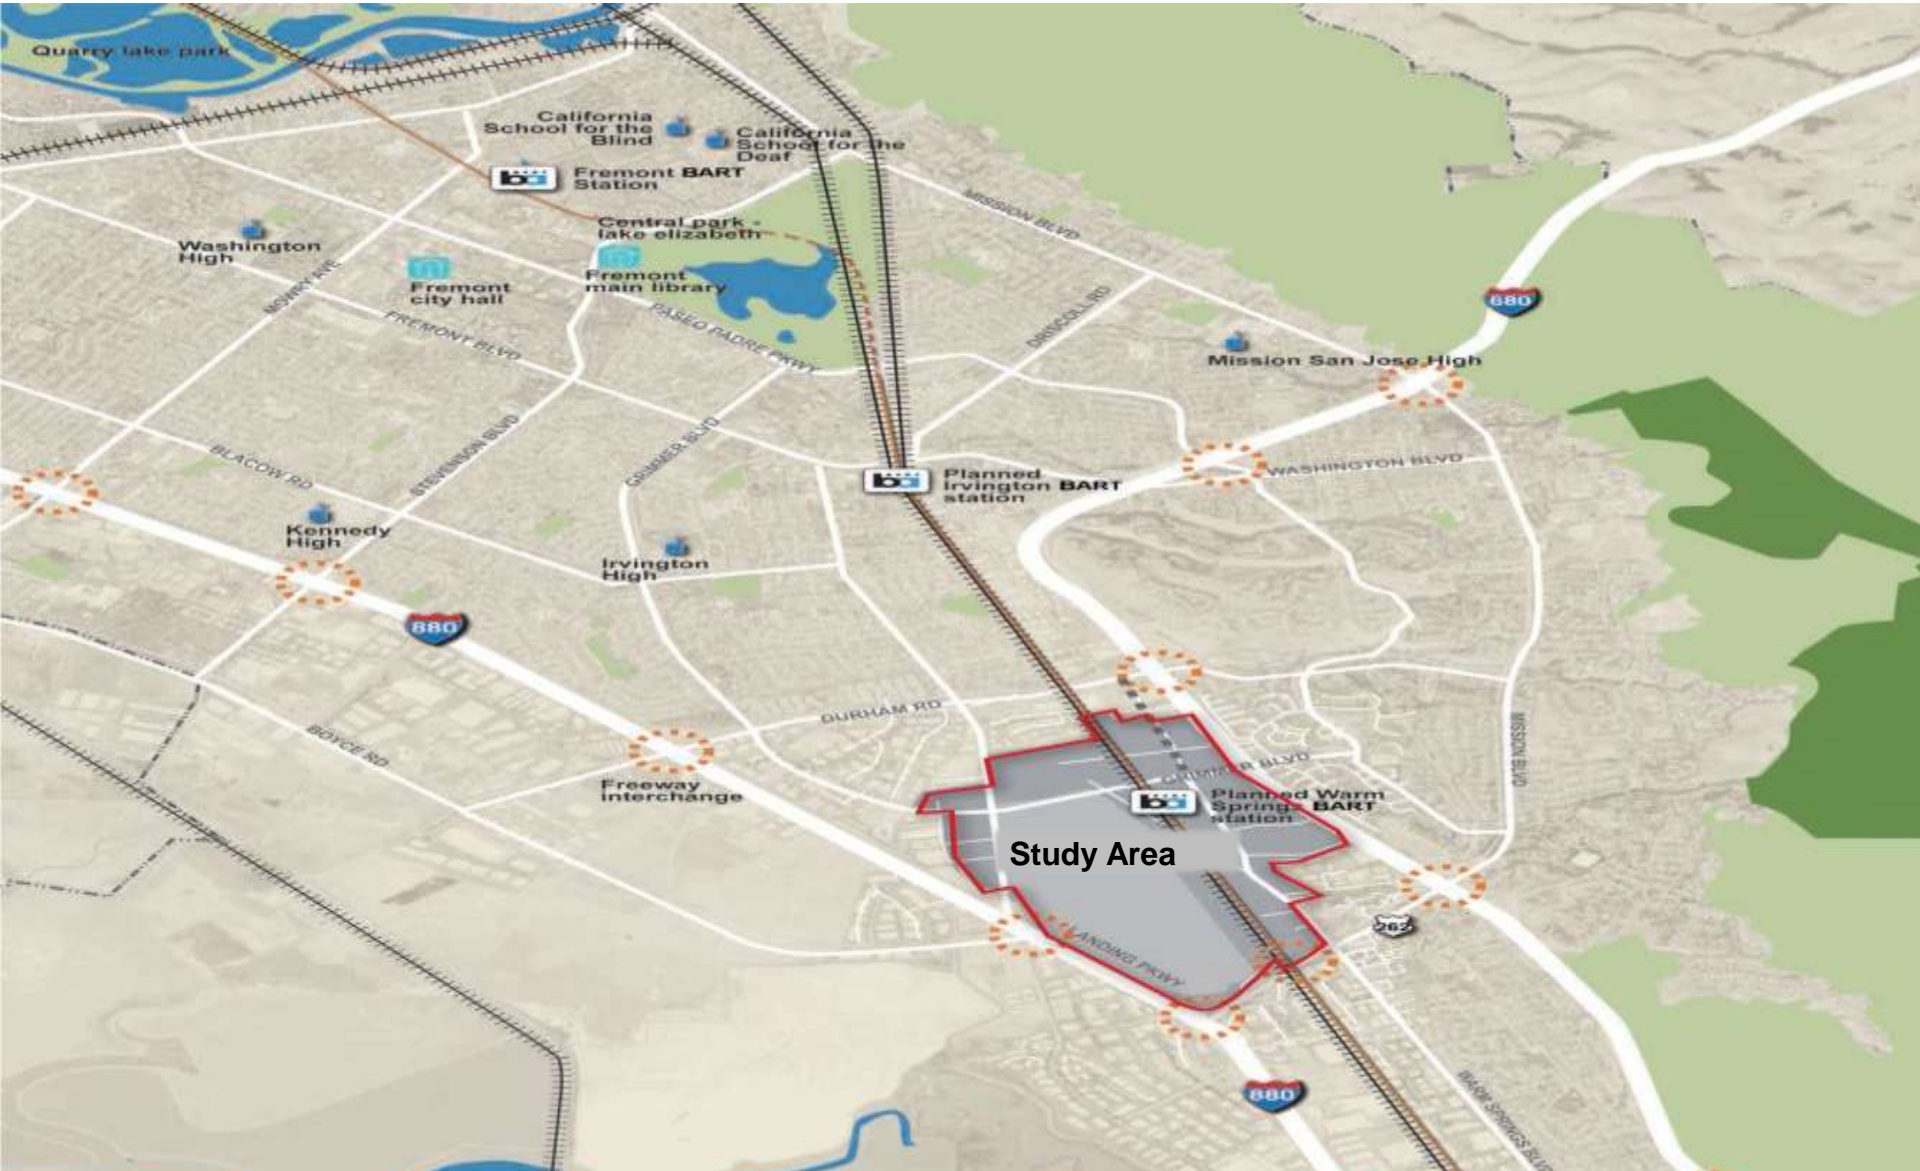 Quarry lake park
California
School for the
Blind
California
School for the
Deaf
Fremont BART
Station
MISSION BLVD
Central park -
lake elizabeth
Washington
High
Fremont
city hall
Fremont
main library
MOWRY AVE
FREMONT BLVD
PASEO PADRE PKWY
DRISCOL RD
680
Mission San Jose High
BLACOW RD
STEVENSON BLVD
GRIMMER BLVD
Planned
Irvington BART
station
WASHINGTON BLVD
Kennedy
High
Irvington
High
880
DURHAM RD
BOYCE RD
Freeway
interchange
GRIMMER BLVD
MISSION BLVD
Planned Warm
Springs BART
station
Study Area
262
LANDING PKWY
880
WARM SPRINGS BLVD